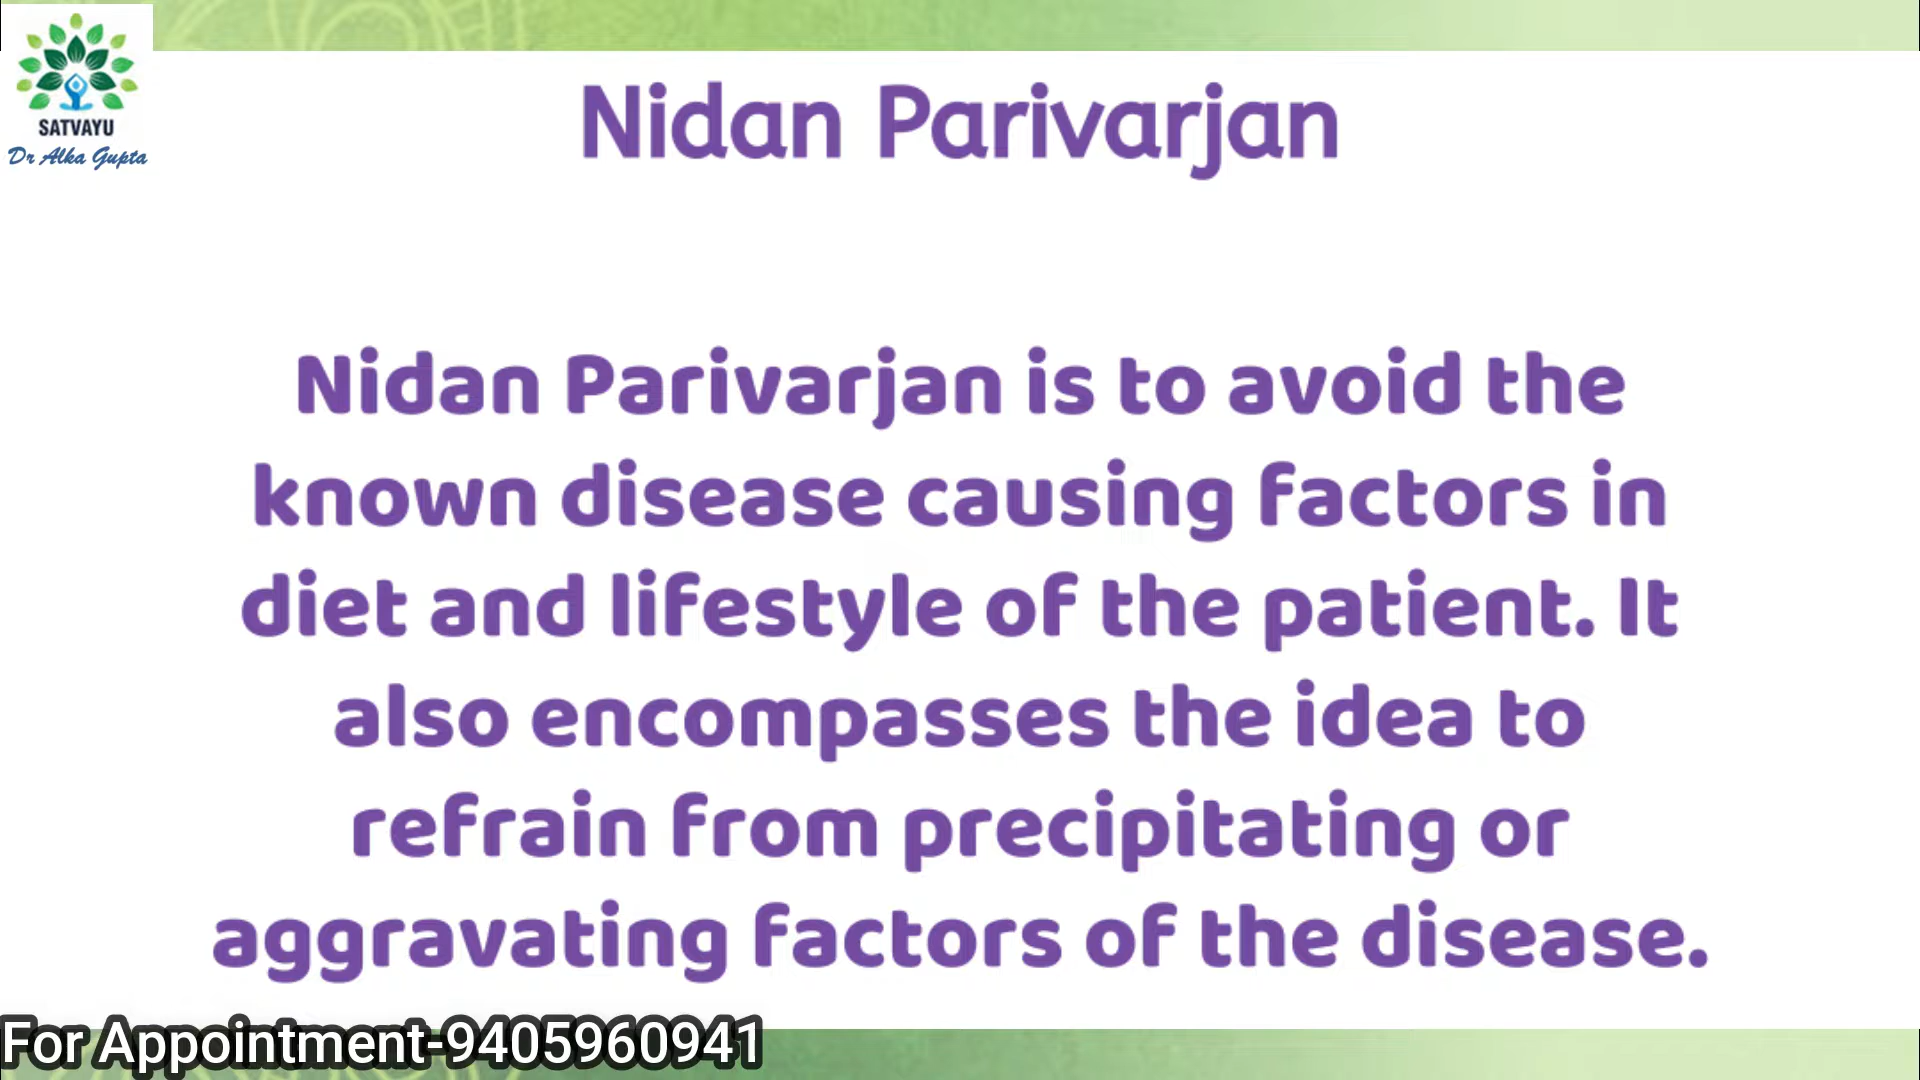 SATVAYU
Dr Alka Gupta
Nidan Parivarjan
Nidan Parivarjan is to avoid the
known disease causing factors in
diet and lifestyle of the patient. It
also encompasses the idea to
refrain from precipitating or
aggravating factors of the disease.
For Appointment-9405960941